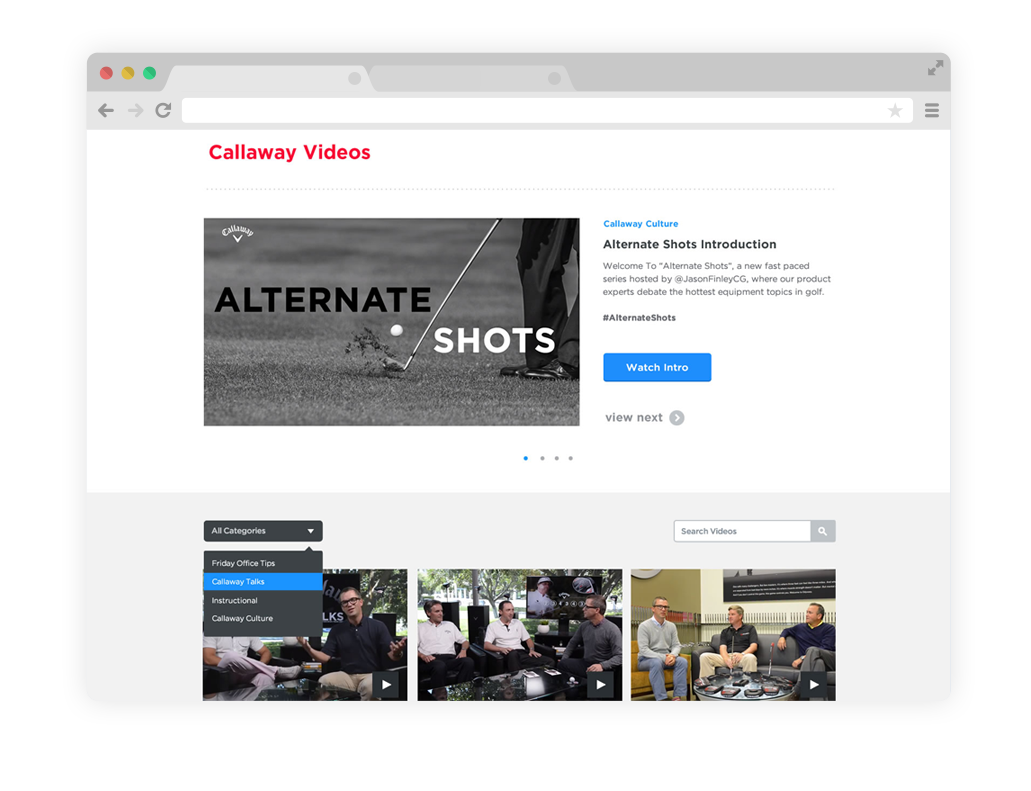 Callaway Videos
Callaway
ALTERNATE
SHOTS
Callaway Culture
Alternate Shots Introduction
Welcome To "Alternate Shots", a new fast paced
series hosted by @JasonFinleyCG, where our product
experts debate the hottest equipment topics in golf.
#AlternateShots
Watch Intro
view next
All Categories
Search Videos
Friday Office Tips
Callaway Talks
Instructional
Callaway Culture
LKS